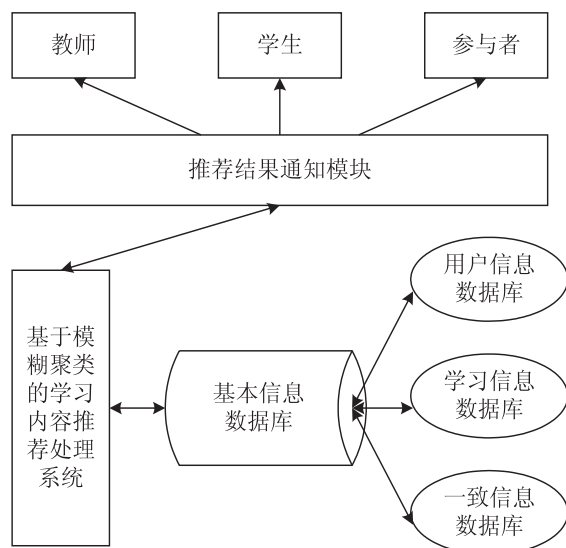 教师
学生
参与者
推荐结果通知模块
基于模
糊聚类
的学习
内容推
荐处理
系统
基本信息
数据库
用户信息
数据库
学习信息
数据库
一致信息
数据库